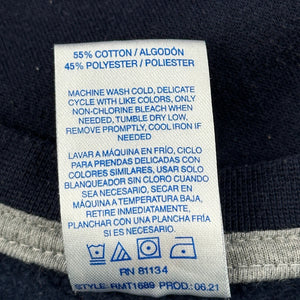 55% COTTON / ALGODÓN
45% POLYESTER / POLIESTER
MACHINE WASH COLD, DELICATE
CYCLE WITH LIKE COLORS, ONLY
NON-CHLORINE BLEACH WHEN
NEEDED, TUMBLE DRY LOW,
REMOVE PROMPTLY, COOL IRON IF
NEEDED
LAVAR A MÁQUINA EN FRÍO, CICLO
PARA PRENDAS DELICADAS CON
COLORES SIMILARES, USAR SOLO
BLANQUEADOR SIN CLORO CUANDO
SEA NECESARIO, SECAR EN
MÁQUINA A TEMPERATURA BAJA,
RETIRAR INMEDIATAMENTE,
PLANCHAR CON UNA PLANCHA FRÍA
SI ES NECESARIO.
RN 81134
STYLE: RMT1689 PROD.: 06.21